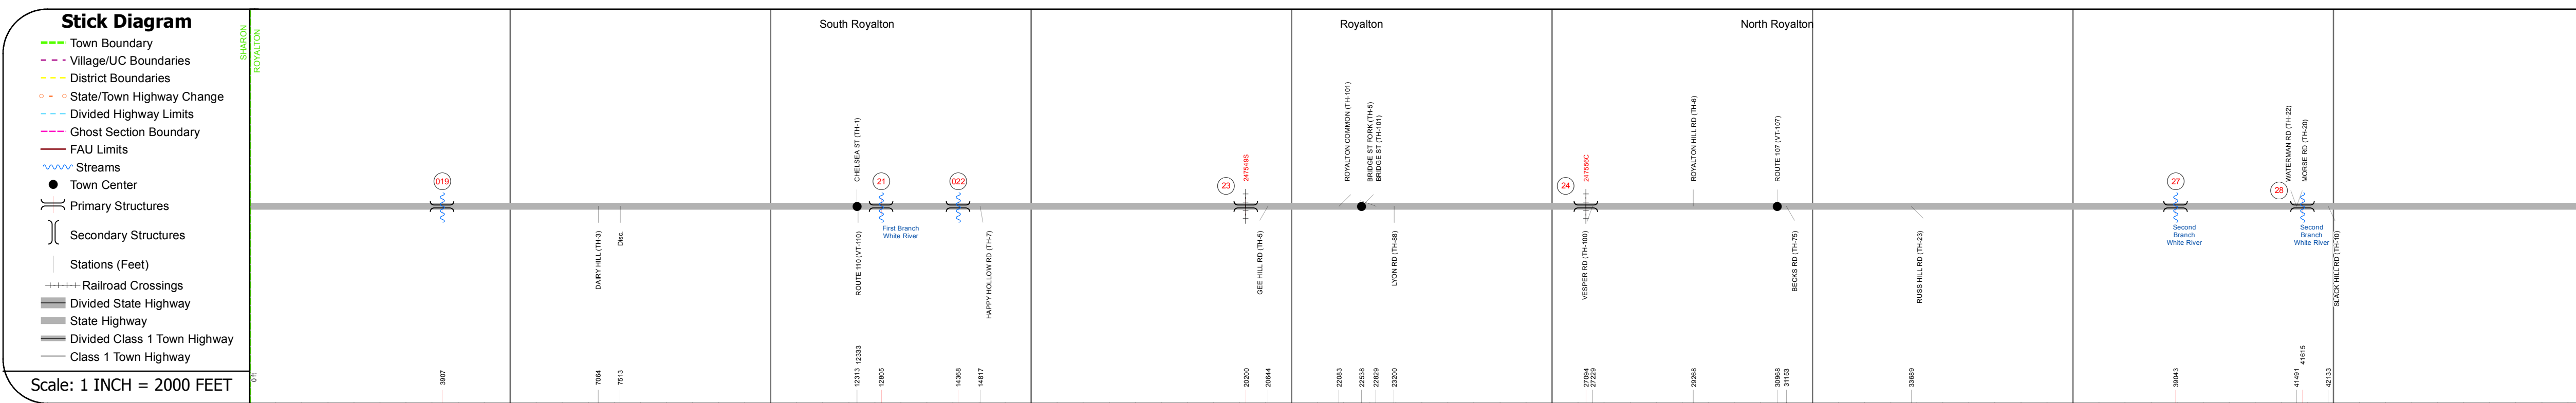 Stick Diagram
Town Boundary
Village/UC Boundaries
District Boundaries
State/Town Highway Change
Divided Highway Limits
Ghost Section Boundary
FAU Limits
Streams
Town Center
Primary Structures
Secondary Structures
Stations (Feet)
Railroad Crossings
Divided State Highway
State Highway
Divided Class 1 Town Highway
Class 1 Town Highway
Scale: 1 INCH = 2000 FEET
SHARON
ROYALTON
South Royalton
Royalton
North Royalton
019
DAIRY HILL (TH-3)
Disc.
CHELSEA ST (TH-1)
ROUTE 110 (VT-110)
21
First Branch
White River
022
HAPPY HOLLOW RD (TH-7)
23
247549S
GEE HILL RD (TH-5)
ROYALTON COMMON (TH-101)
BRIDGE ST FORK (TH-5)
BRIDGE ST (TH-101)
LYON RD (TH-88)
24
247556C
VESPER RD (TH-100)
ROYALTON HILL RD (TH-6)
ROUTE 107 (VT-107)
BECKS RD (TH-75)
RUSS HILL RD (TH-23)
27
Second
Branch
White River
WATERMAN RD (TH-22)
MORSE RD (TH-20)
28
Second
Branch
White River
SLACK HILL RD (TH-10)
0 ft
3907
7064
7513
12313
12333
12805
14368
14817
20200
20644
22083
22538
22829
23200
27094
27229
29268
30968
31153
33689
39043
41491
41615
42133